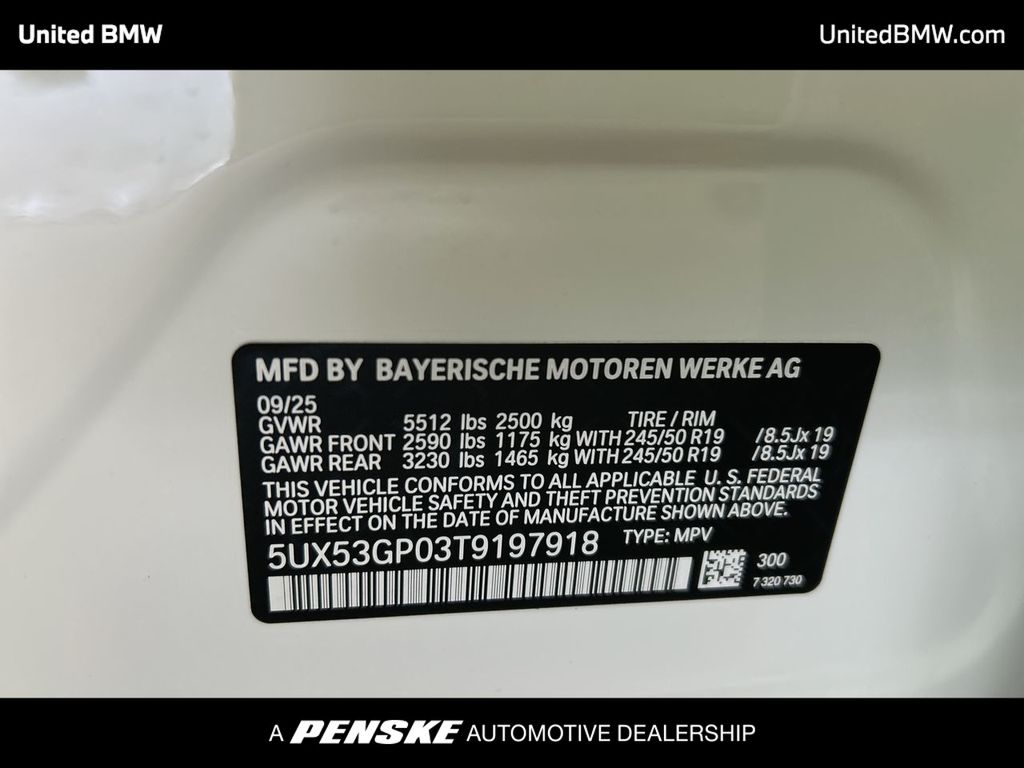 United BMW
UnitedBMW.com
MFD BY BAYERISCHE MOTOREN WERKE AG
09/25
GVWR 5512 lbs 2500 kg TIRE / RIM
GAWR FRONT 2590 lbs 1175 kg WITH 245/50 R19 /8.5Jx 19
GAWR REAR 3230 lbs 1465 kg WITH 245/50 R19 /8.5Jx 19
THIS VEHICLE CONFORMS TO ALL APPLICABLE U. S. FEDERAL
MOTOR VEHICLE SAFETY AND THEFT PREVENTION STANDARDS
IN EFFECT ON THE DATE OF MANUFACTURE SHOWN ABOVE.
5UX53GP03T9197918 TYPE: MPV
300
7 320 730
A PENSKE AUTOMOTIVE DEALERSHIP